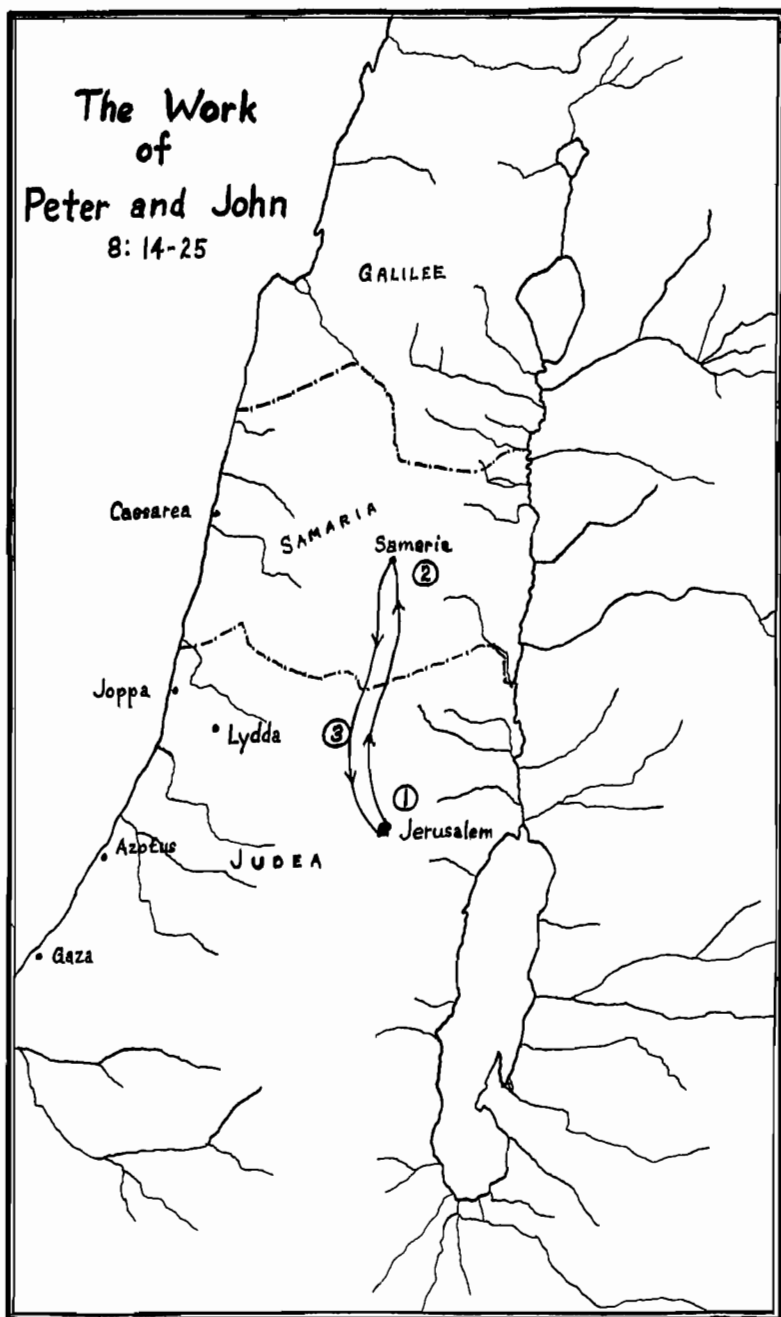 The Work
of
Peter and John
8: 14-25
GALILEE
Caesarea
SAMARIA
Samaria
②
Joppa
Lydda
③
①
Jerusalem
Azotus
JUDEA
Gaza